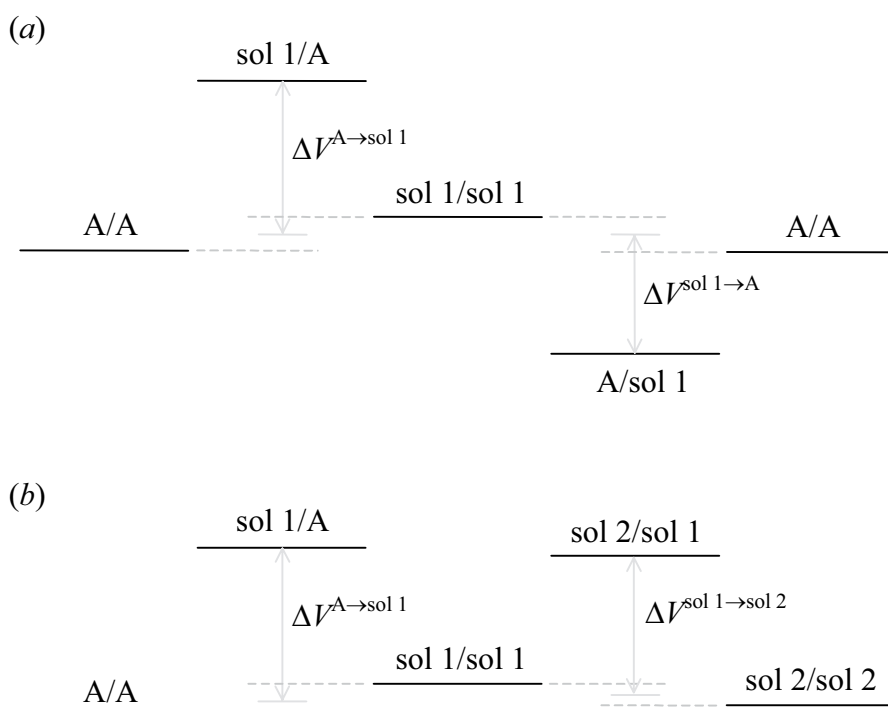 (a)
sol 1/A
ΔV^A→sol 1
sol 1/sol 1
A/A
A/A
ΔV^sol 1→A
A/sol 1
(b)
sol 1/A
sol 2/sol 1
ΔV^A→sol 1
ΔV^sol 1→sol 2
sol 1/sol 1
A/A
sol 2/sol 2